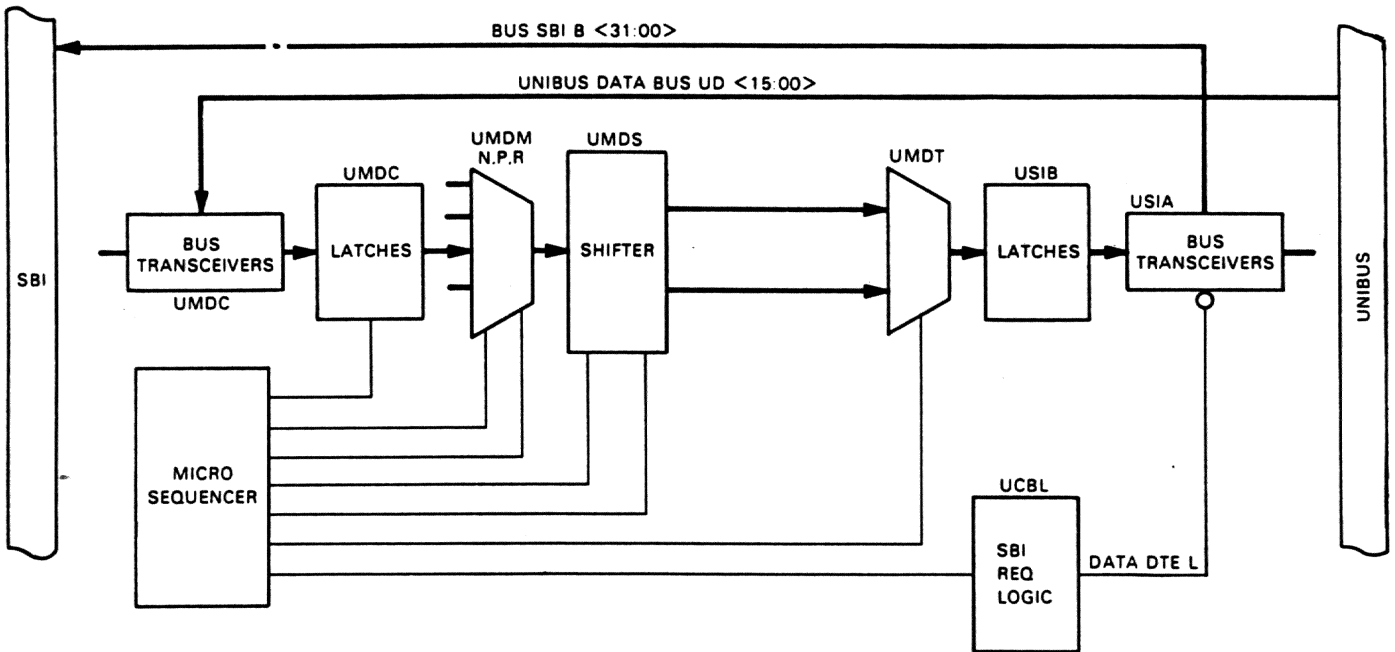 BUS SBI B <31:00>
UNIBUS DATA BUS UD <15:00>
UMDM
N.P.R
UMDS
UMDT
UMDC
USIB
USIA
SBI
BUS
TRANSCEIVERS
UMDC
LATCHES
SHIFTER
LATCHES
BUS
TRANSCEIVERS
UNIBUS
MICRO
SEQUENCER
UCBL
SBI
REQ
LOGIC
DATA DTE L